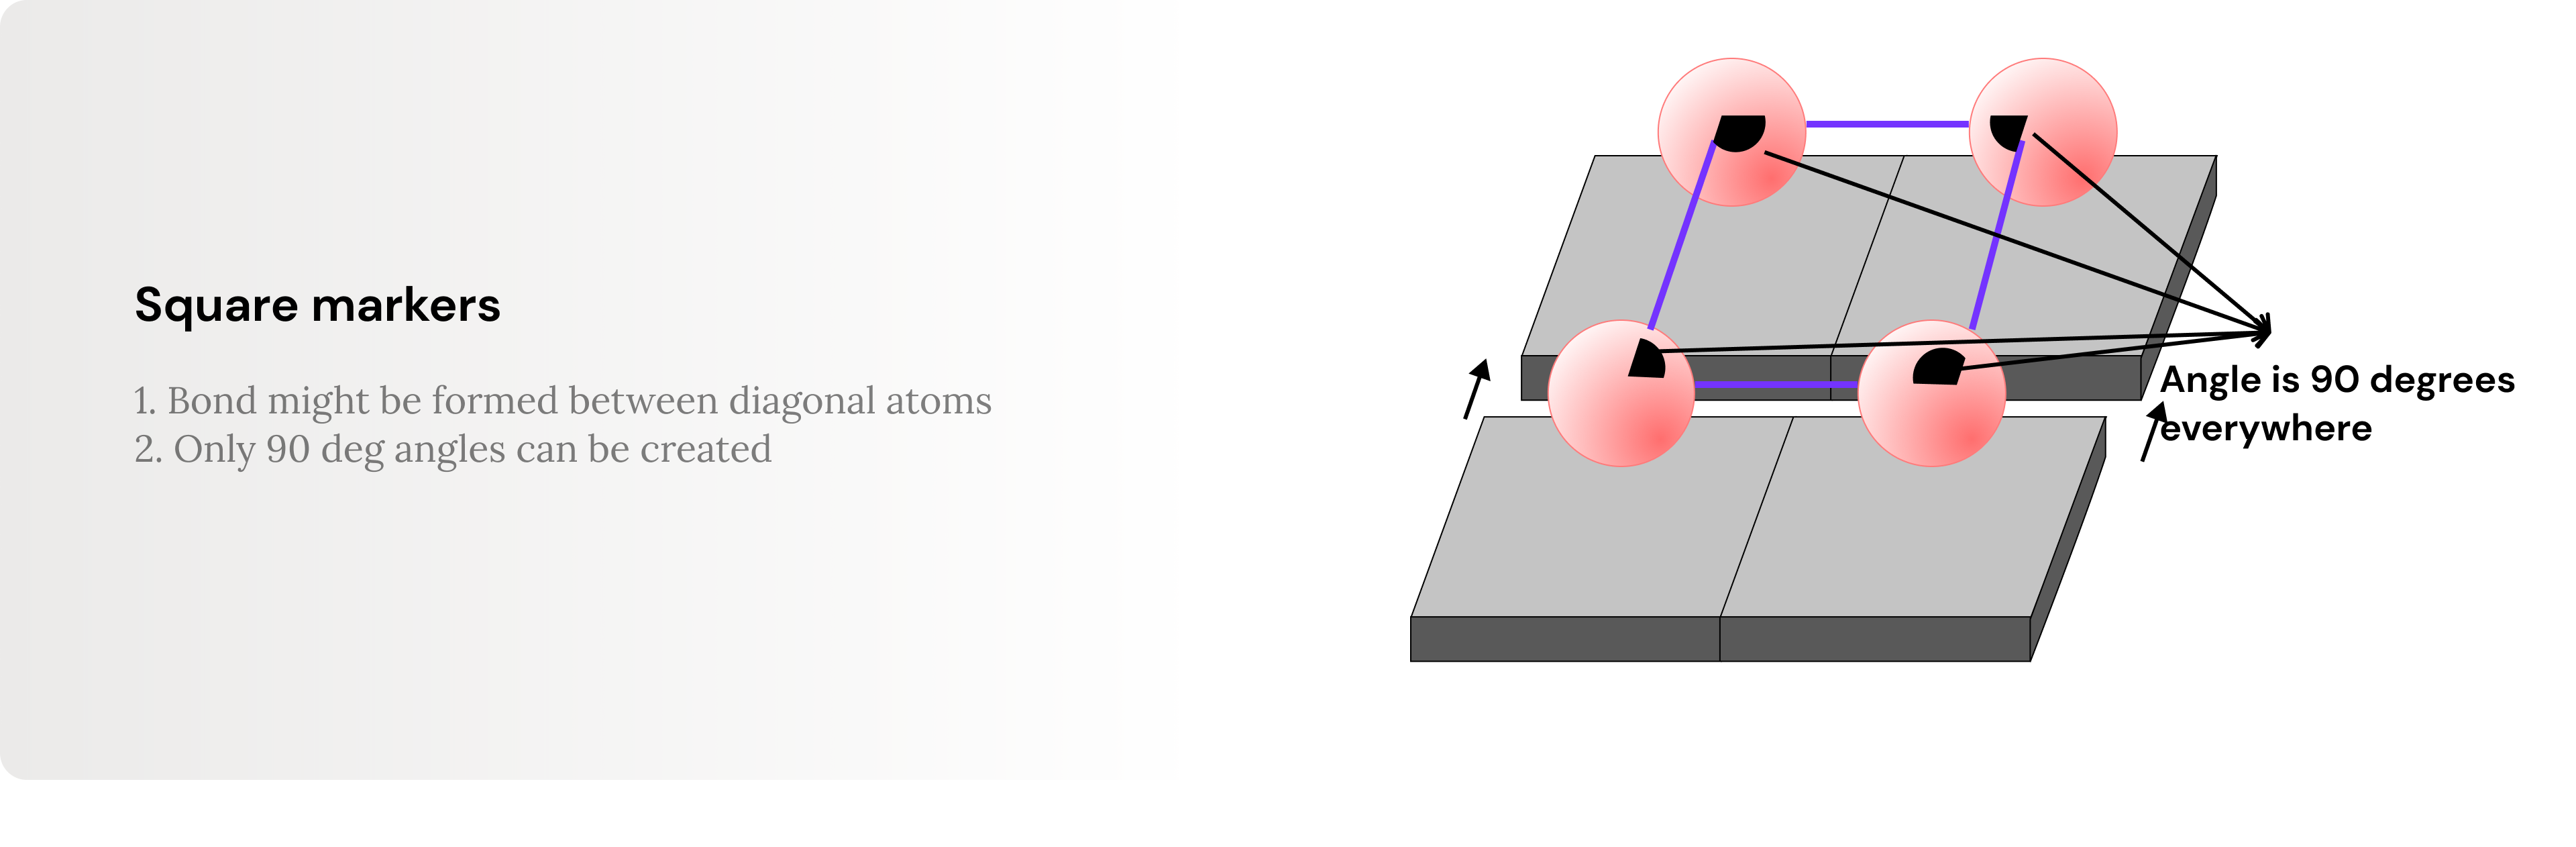 Square markers
1. Bond might be formed between diagonal atoms
2. Only 90 deg angles can be created
Angle is 90 degrees
everywhere